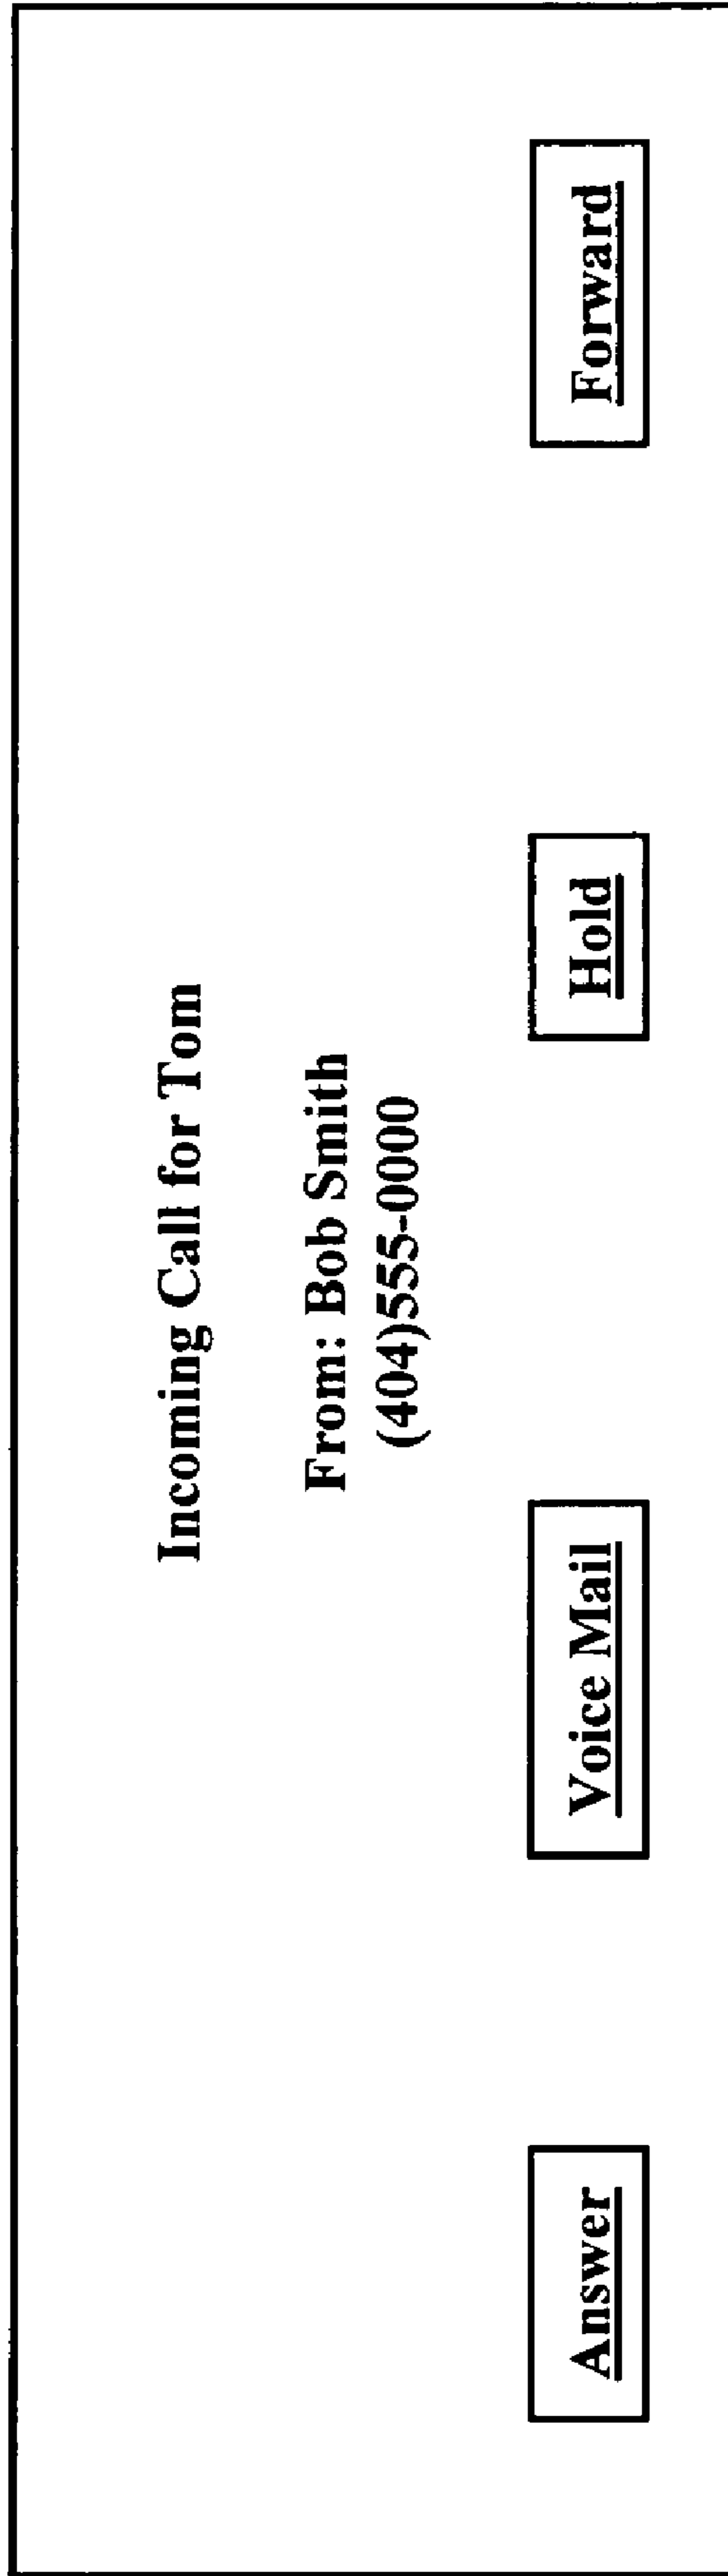 Incoming Call for Tom
From: Bob Smith
(404)555-0000
Answer
Voice Mail
Hold
Forward